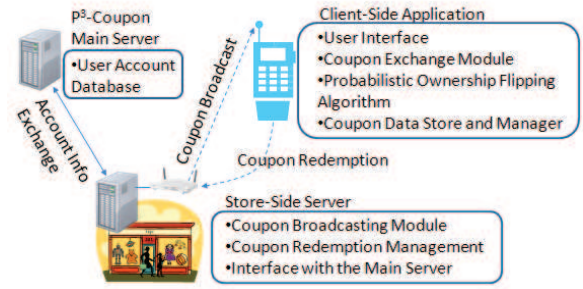 P³-Coupon
Main Server
•User Account
Database
Client-Side Application
•User Interface
•Coupon Exchange Module
•Probabilistic Ownership Flipping
Algorithm
•Coupon Data Store and Manager
Coupon Broadcast
Account Info
Exchange
Coupon Redemption
Store-Side Server
•Coupon Broadcasting Module
•Coupon Redemption Management
•Interface with the Main Server